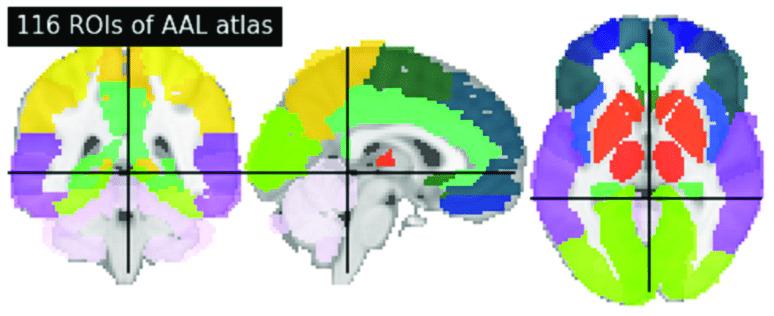 116 ROIs of AAL atlas